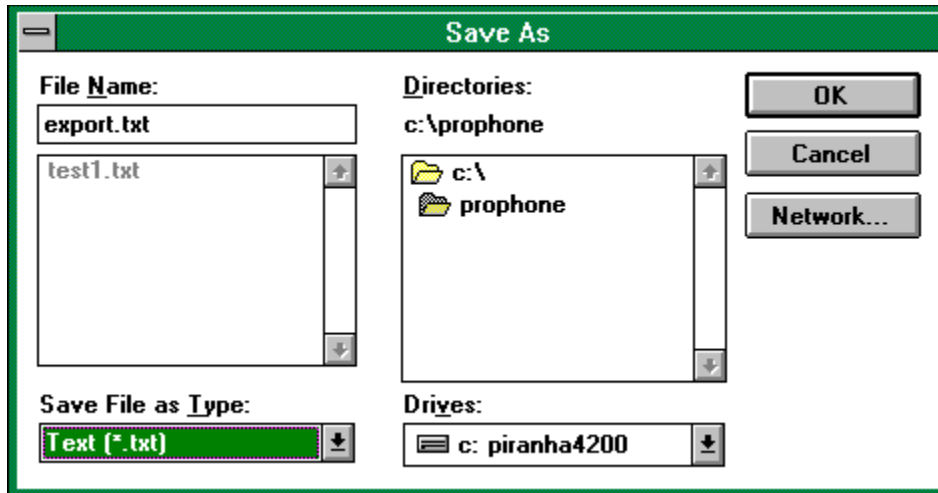 Save As
File Name:
export.txt
test1.txt
Save File as Type:
Text (*.txt)
Directories:
c:\prophone
c:\
prophone
Drives:
c: piranha4200
OK
Cancel
Network...